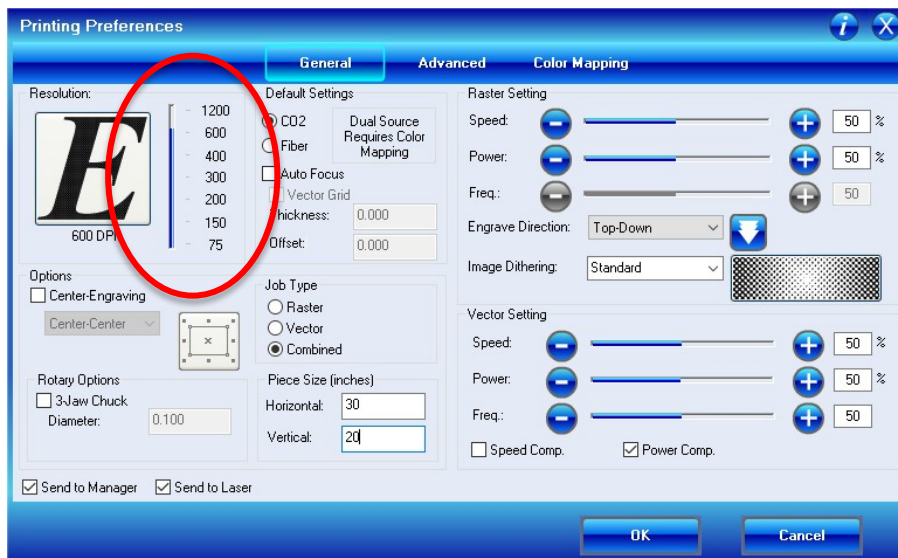 Printing Preferences
i X
General Advanced Color Mapping
Resolution:
E
600 DPI
1200
600
400
300
200
150
75
Default Settings
CO2
Fiber
Dual Source
Requires Color
Mapping
Auto Focus
Vector Grid
Thickness: 0.000
Offset: 0.000
Raster Setting
Speed: - + 50 %
Power: - + 50 %
Freq.: - + 50
Engrave Direction: Top-Down
Image Dithering: Standard
Options
Center-Engraving
Center-Center
×
Job Type
Raster
Vector
Combined
Vector Setting
Speed: - + 50 %
Power: - + 50 %
Freq.: - + 50
Speed Comp. Power Comp.
Rotary Options
3-Jaw Chuck
Diameter: 0.100
Piece Size (inches)
Horizontal: 30
Vertical: 20
Send to Manager Send to Laser
OK Cancel